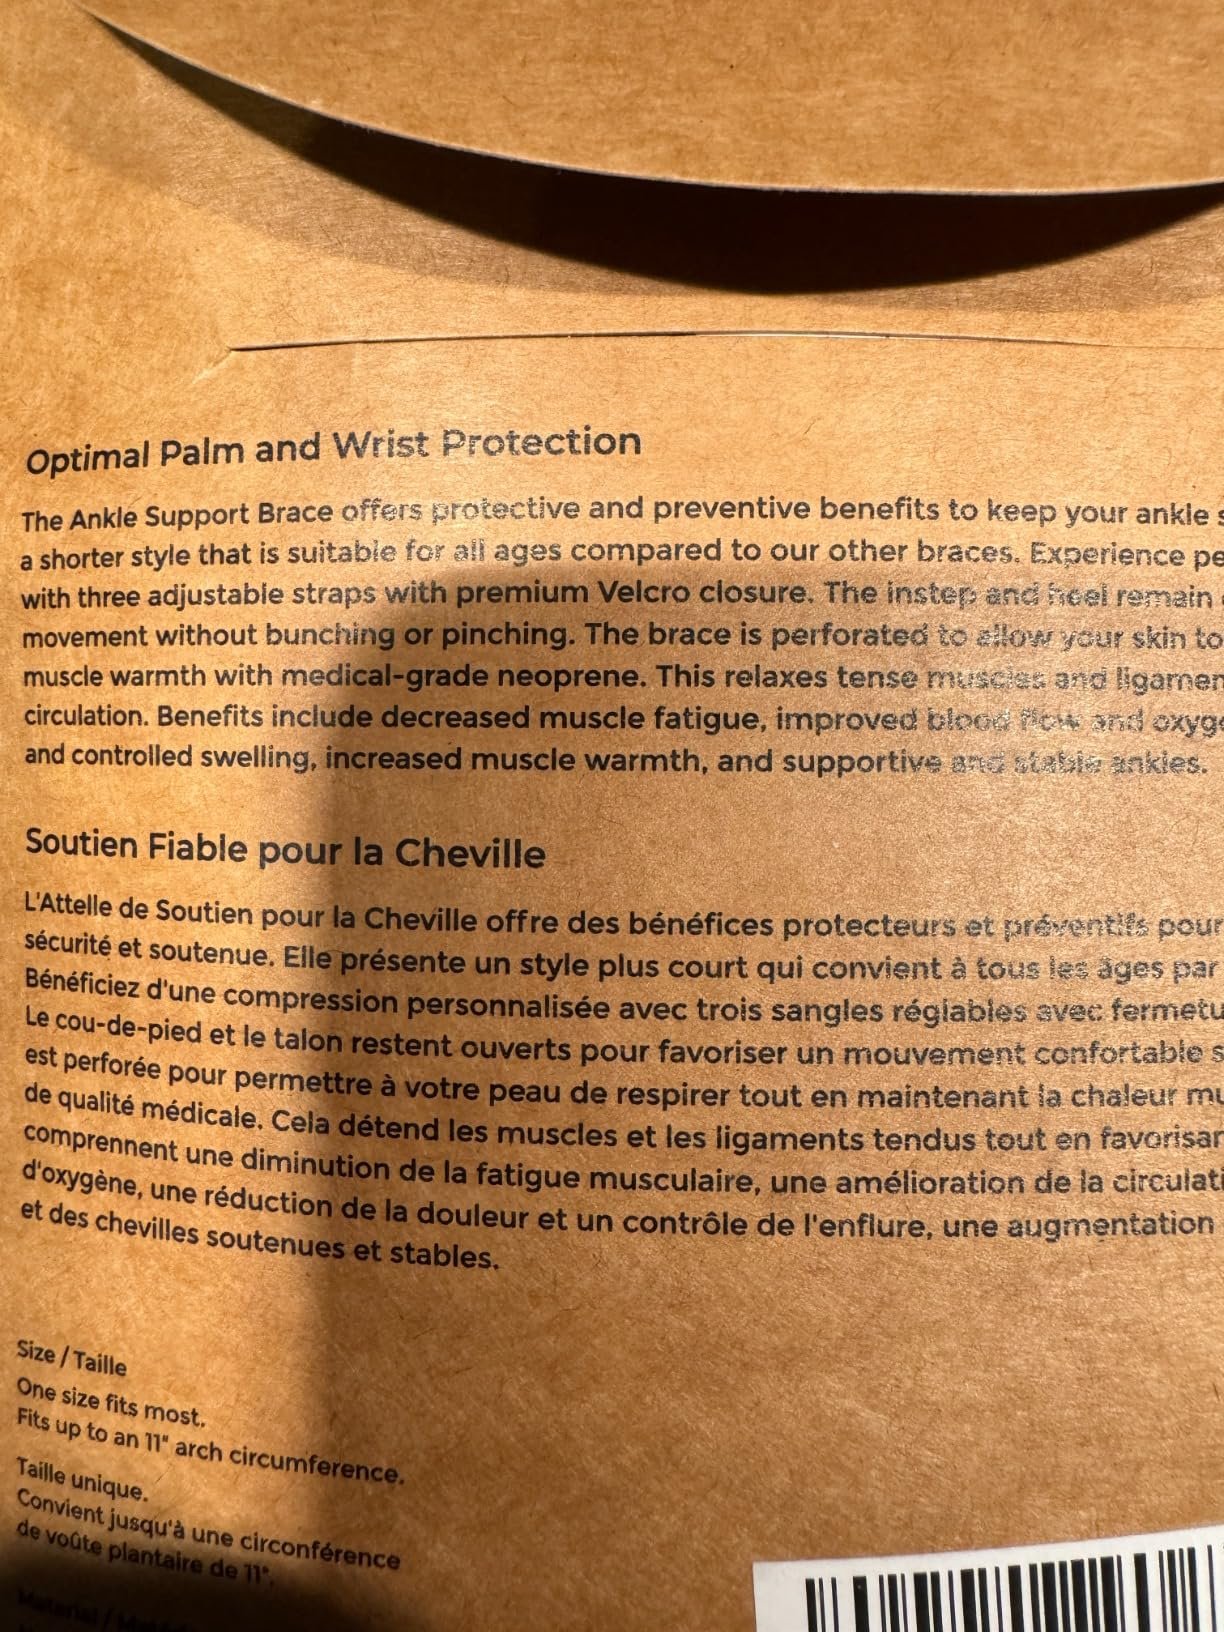 Optimal Palm and Wrist Protection
The Ankle Support Brace offers protective and preventive benefits to keep your ankle
a shorter style that is suitable for all ages compared to our other braces. Experience
with three adjustable straps with premium Velcro closure. The instep and heel remain
movement without bunching or pinching. The brace is perforated to allow your skin to
muscle warmth with medical-grade neoprene. This relaxes tense muscles and
circulation. Benefits include decreased muscle fatigue, improved blood flow and
and controlled swelling, increased muscle warmth, and supportive and stable ankles.
Soutien Fiable pour la Cheville
L'Attelle de Soutien pour la Cheville offre des bénéfices protecteurs et préventifs pour
sécurité et soutenue. Elle présente un style plus court qui convient à tous les âges par
Bénéficiez d'une compression personnalisée avec trois sangles réglables avec
Le cou-de-pied et le talon restent ouverts pour favoriser un mouvement confortable
est perforée pour permettre à votre peau de respirer tout en maintenant la chaleur
de qualité médicale. Cela détend les muscles et les ligaments tendus tout en
comprennent une diminution de la fatigue musculaire, une amélioration de la
d'oxygène, une réduction de la douleur et un contrôle de l'enflure, une augmentation
et des chevilles soutenues et stables.
Size / Taille
One size fits most.
Fits up to an 11" arch circumference.
Taille unique.
Convient jusqu'à une circonférence
de voûte plantaire de 11".
Material /